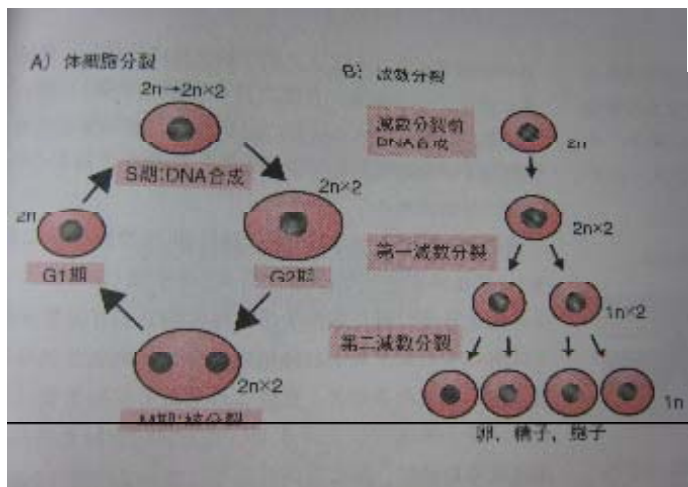 A) 体細胞分裂
2n→2n×2
S期:DNA合成
2n
G1期
2n×2
G2期
2n×2
M期:核分裂
B) 減数分裂
減数分裂前
DNA合成
2n
2n×2
第一減数分裂
1n×2
第二減数分裂
1n
卵、精子、胞子